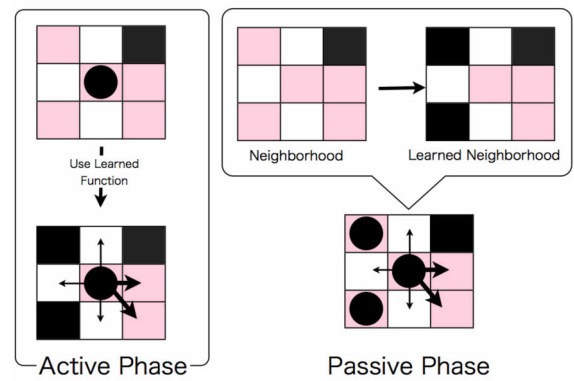 Use Learned
Function
Active Phase
Neighborhood
Learned Neighborhood
Passive Phase